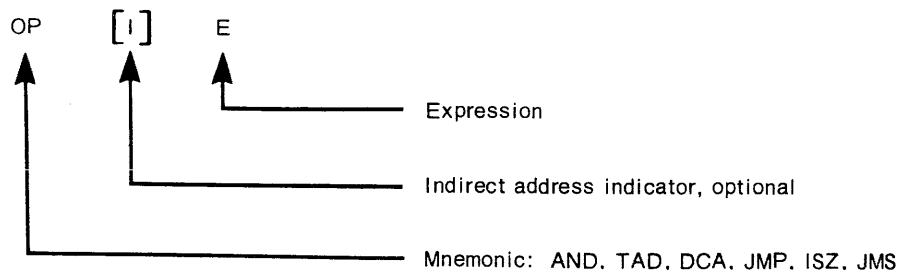 OP [I] E
Expression
Indirect address indicator, optional
Mnemonic: AND, TAD, DCA, JMP, ISZ, JMS